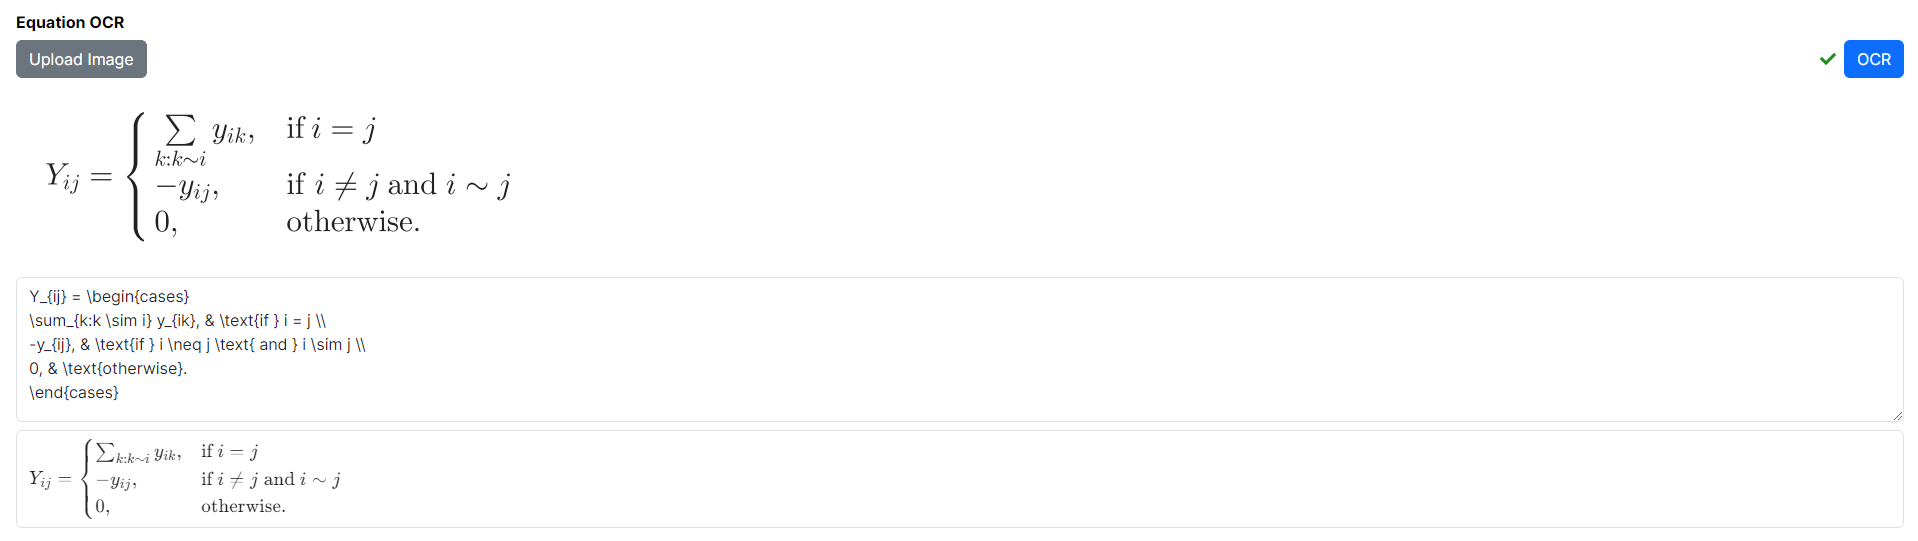 Equation OCR
Upload Image
OCR
Y_{ij} = \begin{cases} \sum\limits_{k:k \sim i} y_{ik}, & \text{if } i = j \\ -y_{ij}, & \text{if } i \neq j \text{ and } i \sim j \\ 0, & \text{otherwise.} \end{cases}
Y_{ij} = \begin{cases}
\sum_{k:k \sim i} y_{ik}, & \text{if } i = j \\
-y_{ij}, & \text{if } i \neq j \text{ and } i \sim j \\
0, & \text{otherwise}.
\end{cases}
Y_{ij} = \begin{cases} \sum_{k:k \sim i} y_{ik}, & \text{if } i = j \\ -y_{ij}, & \text{if } i \neq j \text{ and } i \sim j \\ 0, & \text{otherwise}. \end{cases}